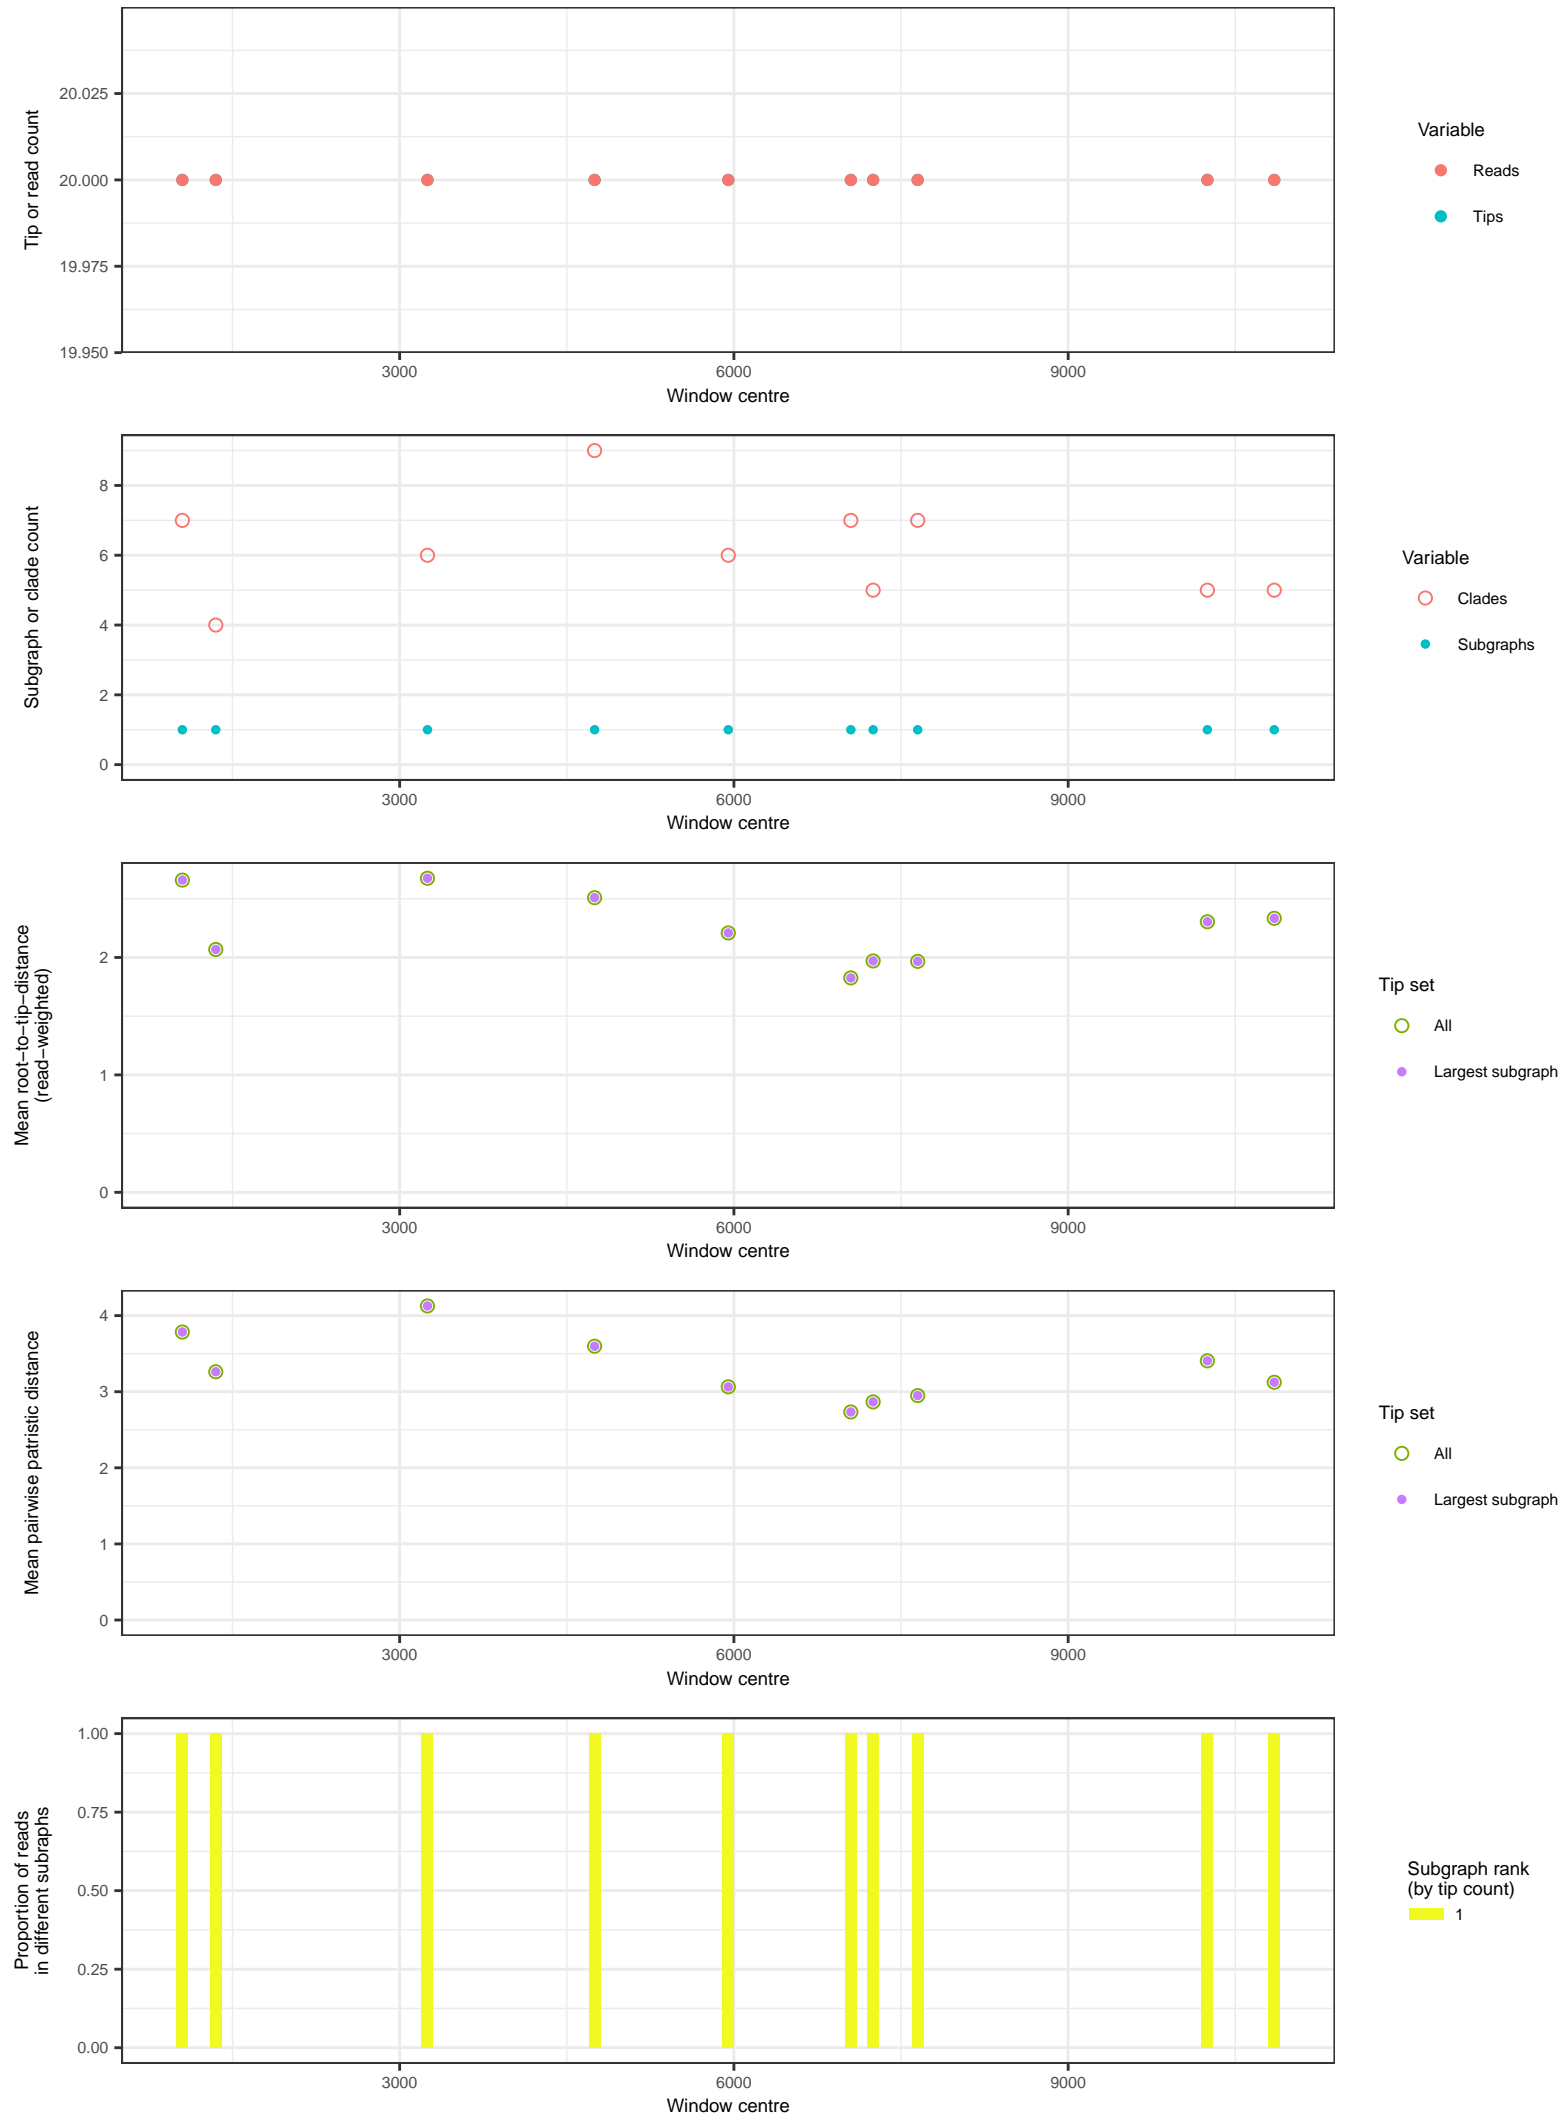 Tip or read count
20.025
20.000
19.975
19.950
3000
6000
9000
Window centre
Variable
Reads
Tips
Subgraph or clade count
8
6
4
2
0
3000
6000
9000
Window centre
Variable
Clades
Subgraphs
Mean root−to−tip−distance
(read−weighted)
2
1
0
3000
6000
9000
Window centre
Tip set
All
Largest subgraph
Mean pairwise patristic distance
4
3
2
1
0
3000
6000
9000
Window centre
Tip set
All
Largest subgraph
Proportion of reads
in different subraphs
1.00
0.75
0.50
0.25
0.00
3000
6000
9000
Window centre
Subgraph rank
(by tip count)
1